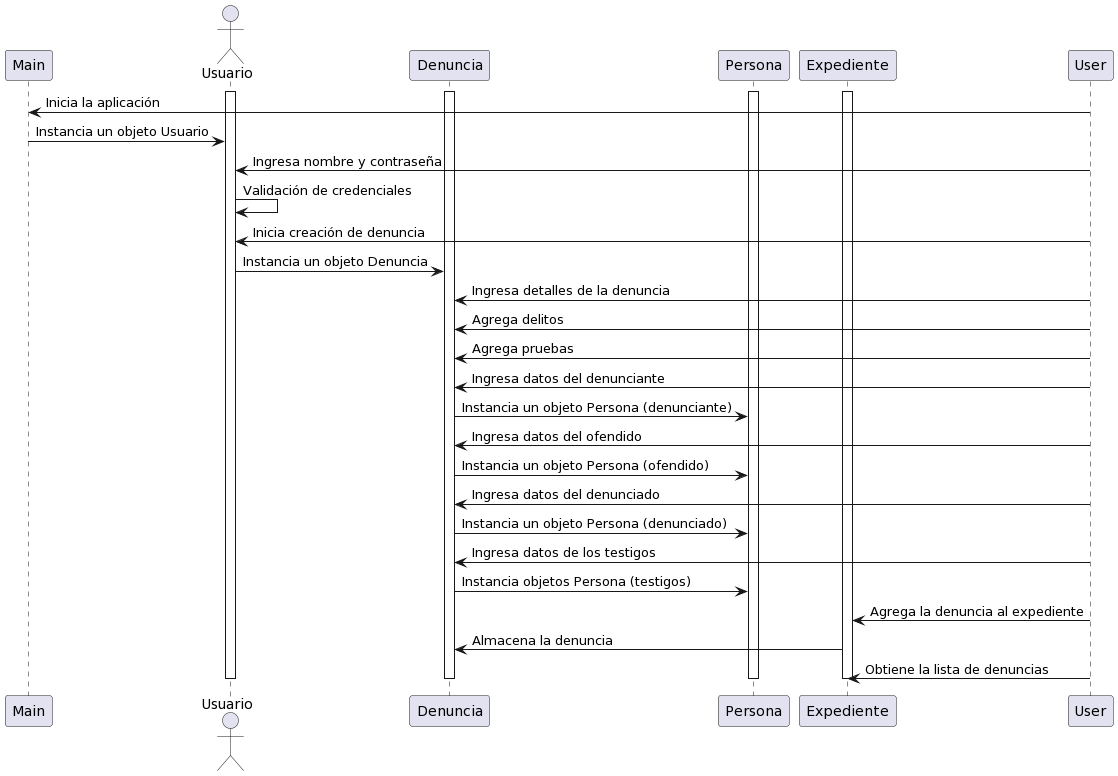 Main
Usuario
Denuncia
Persona
Expediente
User
Inicia la aplicación
Instancia un objeto Usuario
Ingresa nombre y contraseña
Validación de credenciales
Inicia creación de denuncia
Instancia un objeto Denuncia
Ingresa detalles de la denuncia
Agrega delitos
Agrega pruebas
Ingresa datos del denunciante
Instancia un objeto Persona (denunciante)
Ingresa datos del ofendido
Instancia un objeto Persona (ofendido)
Ingresa datos del denunciado
Instancia un objeto Persona (denunciado)
Ingresa datos de los testigos
Instancia objetos Persona (testigos)
Agrega la denuncia al expediente
Almacena la denuncia
Obtiene la lista de denuncias
Main
Usuario
Denuncia
Persona
Expediente
User